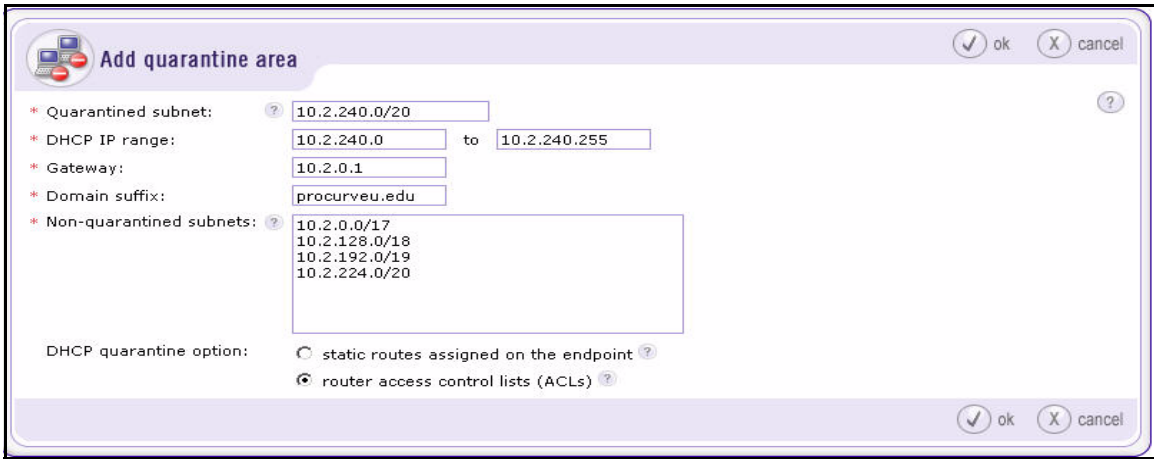 Add quarantine area
ok cancel
?
* Quarantined subnet: ? 10.2.240.0/20
* DHCP IP range: 10.2.240.0 to 10.2.240.255
* Gateway: 10.2.0.1
* Domain suffix: procurveu.edu
* Non-quarantined subnets: ? 10.2.0.0/17
10.2.128.0/18
10.2.192.0/19
10.2.224.0/20
DHCP quarantine option: static routes assigned on the endpoint ?
router access control lists (ACLs) ?
ok cancel